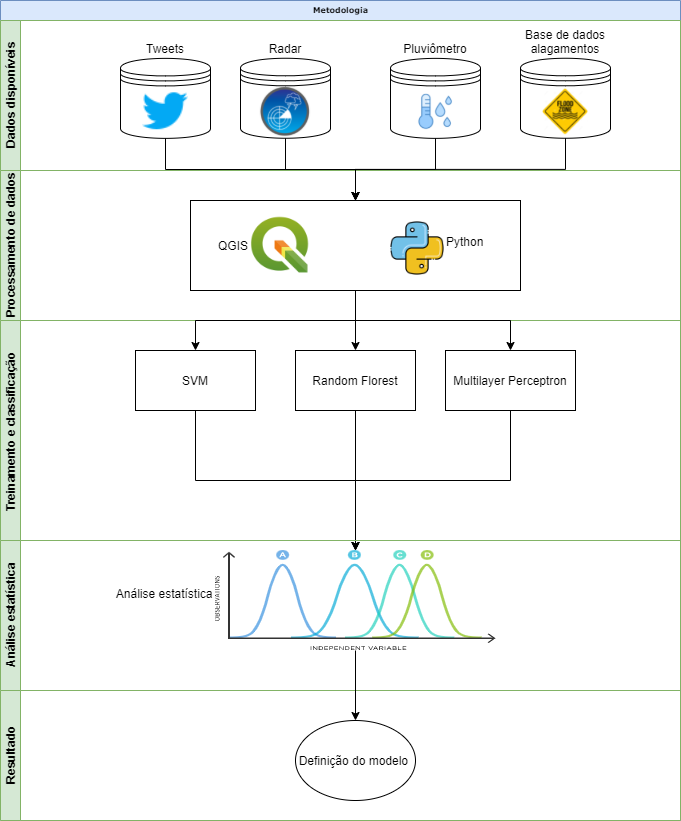 Metodologia
Dados disponíveis
Tweets
Radar
Pluviômetro
Base de dados
alagamentos
FLOOD
ZONE
Processamento de dados
QGIS
Python
Treinamento e classificação
SVM
Random Florest
Multilayer Perceptron
Análise estatística
Análise estatística
OBSERVATIONS
A
B
C
D
INDEPENDENT VARIABLE
Resultado
Definição do modelo